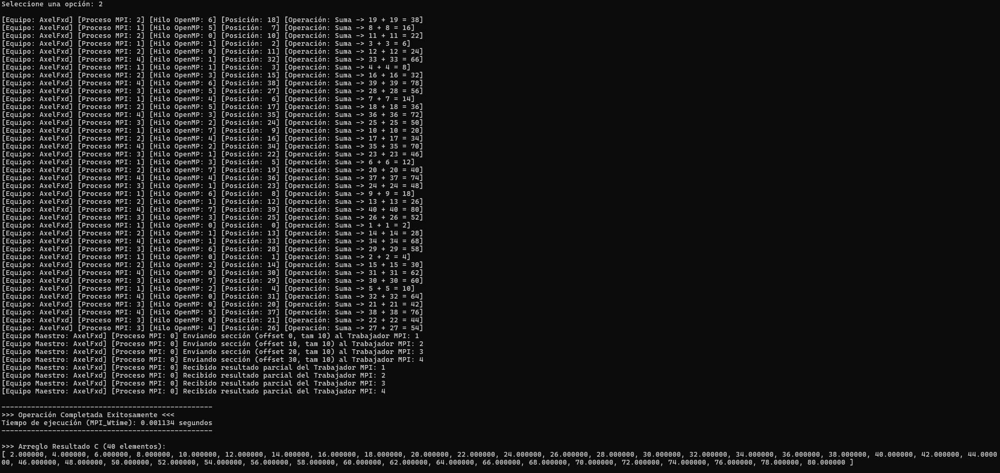 Seleccione una opción: 2
[Equipo: AxelFxd] [Proceso MPI: 2] [Hilo OpenMP: 6] [Posición: 18] [Operación: Suma -> 19 + 19 = 38]
[Equipo: AxelFxd] [Proceso MPI: 1] [Hilo OpenMP: 5] [Posición:  7] [Operación: Suma -> 8 + 8 = 16]
[Equipo: AxelFxd] [Proceso MPI: 2] [Hilo OpenMP: 0] [Posición: 10] [Operación: Suma -> 11 + 11 = 22]
[Equipo: AxelFxd] [Proceso MPI: 1] [Hilo OpenMP: 1] [Posición:  2] [Operación: Suma -> 3 + 3 = 6]
[Equipo: AxelFxd] [Proceso MPI: 2] [Hilo OpenMP: 0] [Posición: 11] [Operación: Suma -> 12 + 12 = 24]
[Equipo: AxelFxd] [Proceso MPI: 4] [Hilo OpenMP: 1] [Posición: 32] [Operación: Suma -> 33 + 33 = 66]
[Equipo: AxelFxd] [Proceso MPI: 1] [Hilo OpenMP: 1] [Posición:  3] [Operación: Suma -> 4 + 4 = 8]
[Equipo: AxelFxd] [Proceso MPI: 2] [Hilo OpenMP: 3] [Posición: 15] [Operación: Suma -> 16 + 16 = 32]
[Equipo: AxelFxd] [Proceso MPI: 4] [Hilo OpenMP: 6] [Posición: 38] [Operación: Suma -> 39 + 39 = 78]
[Equipo: AxelFxd] [Proceso MPI: 3] [Hilo OpenMP: 5] [Posición: 27] [Operación: Suma -> 28 + 28 = 56]
[Equipo: AxelFxd] [Proceso MPI: 1] [Hilo OpenMP: 4] [Posición:  6] [Operación: Suma -> 7 + 7 = 14]
[Equipo: AxelFxd] [Proceso MPI: 2] [Hilo OpenMP: 5] [Posición: 17] [Operación: Suma -> 18 + 18 = 36]
[Equipo: AxelFxd] [Proceso MPI: 4] [Hilo OpenMP: 3] [Posición: 35] [Operación: Suma -> 36 + 36 = 72]
[Equipo: AxelFxd] [Proceso MPI: 3] [Hilo OpenMP: 2] [Posición: 24] [Operación: Suma -> 25 + 25 = 50]
[Equipo: AxelFxd] [Proceso MPI: 1] [Hilo OpenMP: 7] [Posición:  9] [Operación: Suma -> 10 + 10 = 20]
[Equipo: AxelFxd] [Proceso MPI: 2] [Hilo OpenMP: 4] [Posición: 16] [Operación: Suma -> 17 + 17 = 34]
[Equipo: AxelFxd] [Proceso MPI: 4] [Hilo OpenMP: 2] [Posición: 34] [Operación: Suma -> 35 + 35 = 70]
[Equipo: AxelFxd] [Proceso MPI: 3] [Hilo OpenMP: 1] [Posición: 22] [Operación: Suma -> 23 + 23 = 46]
[Equipo: AxelFxd] [Proceso MPI: 1] [Hilo OpenMP: 3] [Posición:  5] [Operación: Suma -> 6 + 6 = 12]
[Equipo: AxelFxd] [Proceso MPI: 2] [Hilo OpenMP: 7] [Posición: 19] [Operación: Suma -> 20 + 20 = 40]
[Equipo: AxelFxd] [Proceso MPI: 4] [Hilo OpenMP: 4] [Posición: 36] [Operación: Suma -> 37 + 37 = 74]
[Equipo: AxelFxd] [Proceso MPI: 3] [Hilo OpenMP: 1] [Posición: 23] [Operación: Suma -> 24 + 24 = 48]
[Equipo: AxelFxd] [Proceso MPI: 1] [Hilo OpenMP: 6] [Posición:  8] [Operación: Suma -> 9 + 9 = 18]
[Equipo: AxelFxd] [Proceso MPI: 2] [Hilo OpenMP: 1] [Posición: 12] [Operación: Suma -> 13 + 13 = 26]
[Equipo: AxelFxd] [Proceso MPI: 4] [Hilo OpenMP: 7] [Posición: 39] [Operación: Suma -> 40 + 40 = 80]
[Equipo: AxelFxd] [Proceso MPI: 3] [Hilo OpenMP: 3] [Posición: 25] [Operación: Suma -> 26 + 26 = 52]
[Equipo: AxelFxd] [Proceso MPI: 1] [Hilo OpenMP: 0] [Posición:  0] [Operación: Suma -> 1 + 1 = 2]
[Equipo: AxelFxd] [Proceso MPI: 2] [Hilo OpenMP: 1] [Posición: 13] [Operación: Suma -> 14 + 14 = 28]
[Equipo: AxelFxd] [Proceso MPI: 4] [Hilo OpenMP: 1] [Posición: 33] [Operación: Suma -> 34 + 34 = 68]
[Equipo: AxelFxd] [Proceso MPI: 3] [Hilo OpenMP: 6] [Posición: 28] [Operación: Suma -> 29 + 29 = 58]
[Equipo: AxelFxd] [Proceso MPI: 1] [Hilo OpenMP: 0] [Posición:  1] [Operación: Suma -> 2 + 2 = 4]
[Equipo: AxelFxd] [Proceso MPI: 2] [Hilo OpenMP: 2] [Posición: 14] [Operación: Suma -> 15 + 15 = 30]
[Equipo: AxelFxd] [Proceso MPI: 4] [Hilo OpenMP: 0] [Posición: 30] [Operación: Suma -> 31 + 31 = 62]
[Equipo: AxelFxd] [Proceso MPI: 3] [Hilo OpenMP: 7] [Posición: 29] [Operación: Suma -> 30 + 30 = 60]
[Equipo: AxelFxd] [Proceso MPI: 1] [Hilo OpenMP: 2] [Posición:  4] [Operación: Suma -> 5 + 5 = 10]
[Equipo: AxelFxd] [Proceso MPI: 4] [Hilo OpenMP: 0] [Posición: 31] [Operación: Suma -> 32 + 32 = 64]
[Equipo: AxelFxd] [Proceso MPI: 3] [Hilo OpenMP: 0] [Posición: 20] [Operación: Suma -> 21 + 21 = 42]
[Equipo: AxelFxd] [Proceso MPI: 4] [Hilo OpenMP: 5] [Posición: 37] [Operación: Suma -> 38 + 38 = 76]
[Equipo: AxelFxd] [Proceso MPI: 3] [Hilo OpenMP: 0] [Posición: 21] [Operación: Suma -> 22 + 22 = 44]
[Equipo: AxelFxd] [Proceso MPI: 3] [Hilo OpenMP: 4] [Posición: 26] [Operación: Suma -> 27 + 27 = 54]
[Equipo Maestro: AxelFxd] [Proceso MPI: 0] Enviando sección (offset 0, tam 10) al Trabajador MPI: 1
[Equipo Maestro: AxelFxd] [Proceso MPI: 0] Enviando sección (offset 10, tam 10) al Trabajador MPI: 2
[Equipo Maestro: AxelFxd] [Proceso MPI: 0] Enviando sección (offset 20, tam 10) al Trabajador MPI: 3
[Equipo Maestro: AxelFxd] [Proceso MPI: 0] Enviando sección (offset 30, tam 10) al Trabajador MPI: 4
[Equipo Maestro: AxelFxd] [Proceso MPI: 0] Recibido resultado parcial del Trabajador MPI: 1
[Equipo Maestro: AxelFxd] [Proceso MPI: 0] Recibido resultado parcial del Trabajador MPI: 2
[Equipo Maestro: AxelFxd] [Proceso MPI: 0] Recibido resultado parcial del Trabajador MPI: 3
[Equipo Maestro: AxelFxd] [Proceso MPI: 0] Recibido resultado parcial del Trabajador MPI: 4
--------------------------------------------------
>>> Operación Completada Exitosamente <<<
Tiempo de ejecución (MPI_Wtime): 0.001134 segundos
--------------------------------------------------
>>> Arreglo Resultado C (40 elementos):
[ 2.000000, 4.000000, 6.000000, 8.000000, 10.000000, 12.000000, 14.000000, 16.000000, 18.000000, 20.000000, 22.000000, 24.000000, 26.000000, 28.000000, 30.000000, 32.000000, 34.000000, 36.000000, 38.000000, 40.000000, 42.000000, 44.0000
00, 46.000000, 48.000000, 50.000000, 52.000000, 54.000000, 56.000000, 58.000000, 60.000000, 62.000000, 64.000000, 66.000000, 68.000000, 70.000000, 72.000000, 74.000000, 76.000000, 78.000000, 80.000000 ]